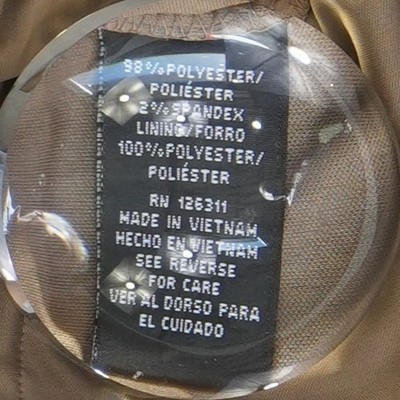 98%POLYESTER/
POLIÉSTER
2%SPANDEX
LINING/FORRO
100%POLYESTER/
POLIÉSTER
RN 126311
MADE IN VIETNAM
HECHO EN VIETNAM
SEE REVERSE
FOR CARE
VER AL DORSO PARA
EL CUIDADO